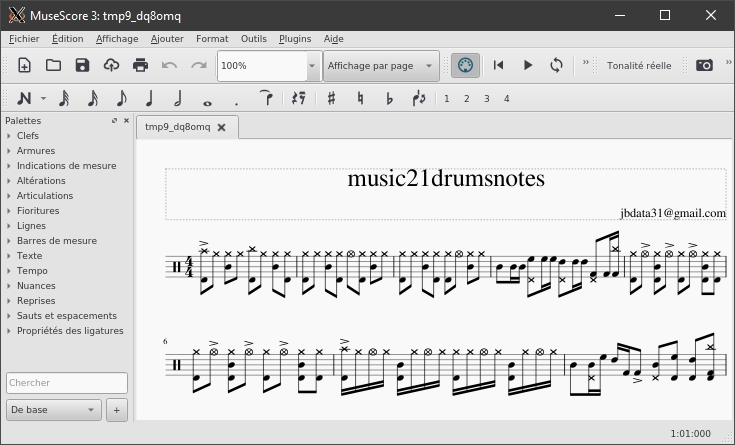 MuseScore 3: tmp9_dq8omq
Fichier Édition Affichage Ajouter Format Outils Plugins Aide
100% Affichage par page Tonalité réelle
1 2 3 4
Palettes
tmp9_dq8omq
Clefs
Armures
Indications de mesure
Altérations
Articulations
Fioritures
Lignes
Barres de mesure
Texte
Tempo
Nuances
Reprises
Sauts et espacements
Propriétés des ligatures
Chercher
De base +
music21drumsnotes
jbdata31@gmail.com
4
4
6
1:01:000